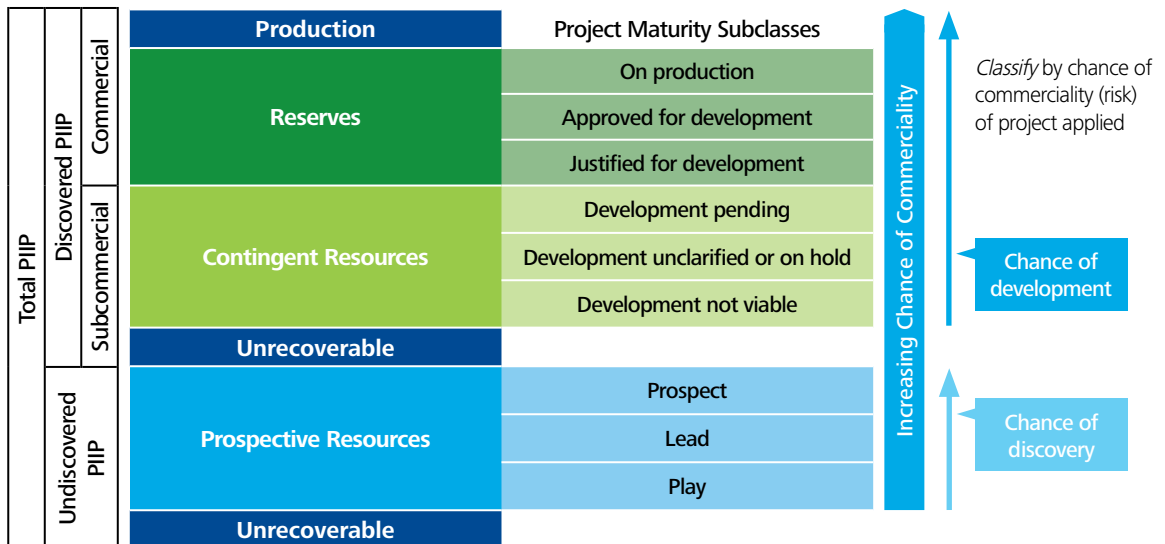 Total PIIP
Discovered PIIP
Undiscovered
PIIP
Commercial
Subcommercial
Production
Project Maturity Subclasses
Reserves
On production
Approved for development
Justified for development
Contingent Resources
Development pending
Development unclarified or on hold
Development not viable
Unrecoverable
Prospective Resources
Prospect
Lead
Play
Unrecoverable
Increasing Chance of Commerciality
Classify by chance of
commerciality (risk)
of project applied
Chance of
development
Chance of
discovery